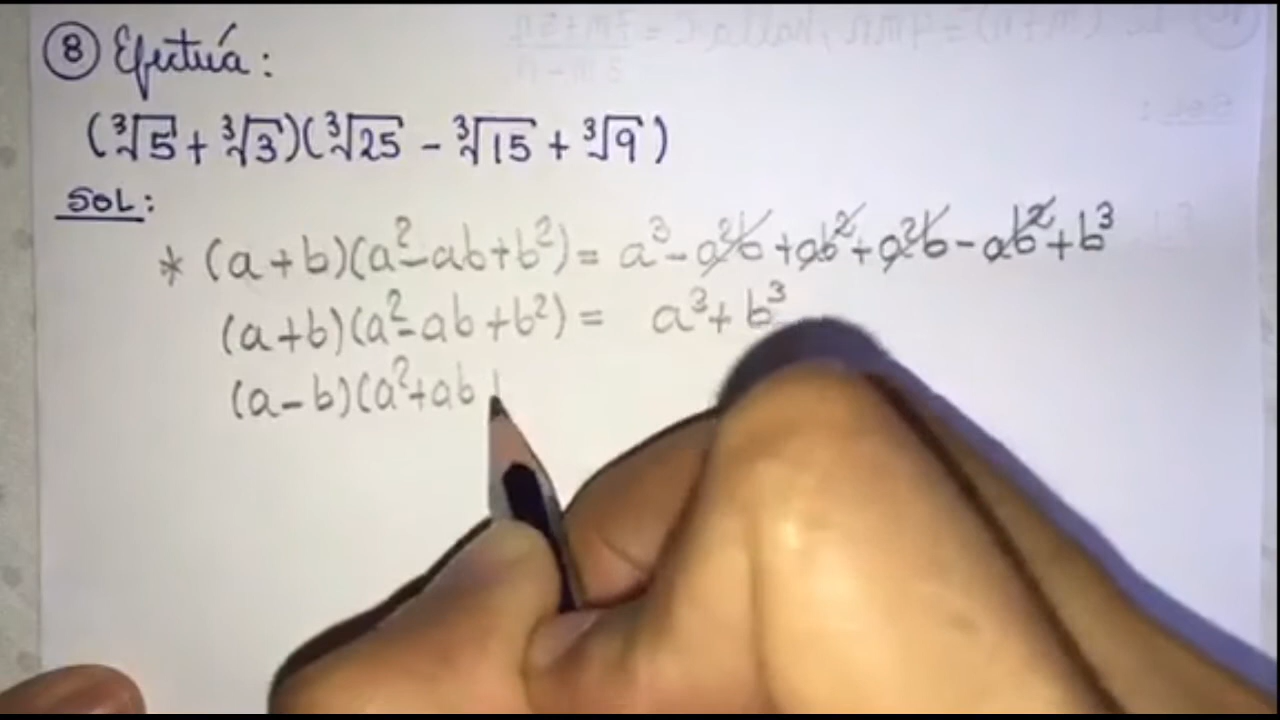 ⑧ Efectuá:
(∛5 + ∛3)(∛25 - ∛15 + ∛9)
SOL:
* (a+b)(a²-ab+b²) = a³ - a²b + ab² + a²b - ab² + b³
(a+b)(a²-ab+b²) = a³+b³
(a-b)(a²+ab